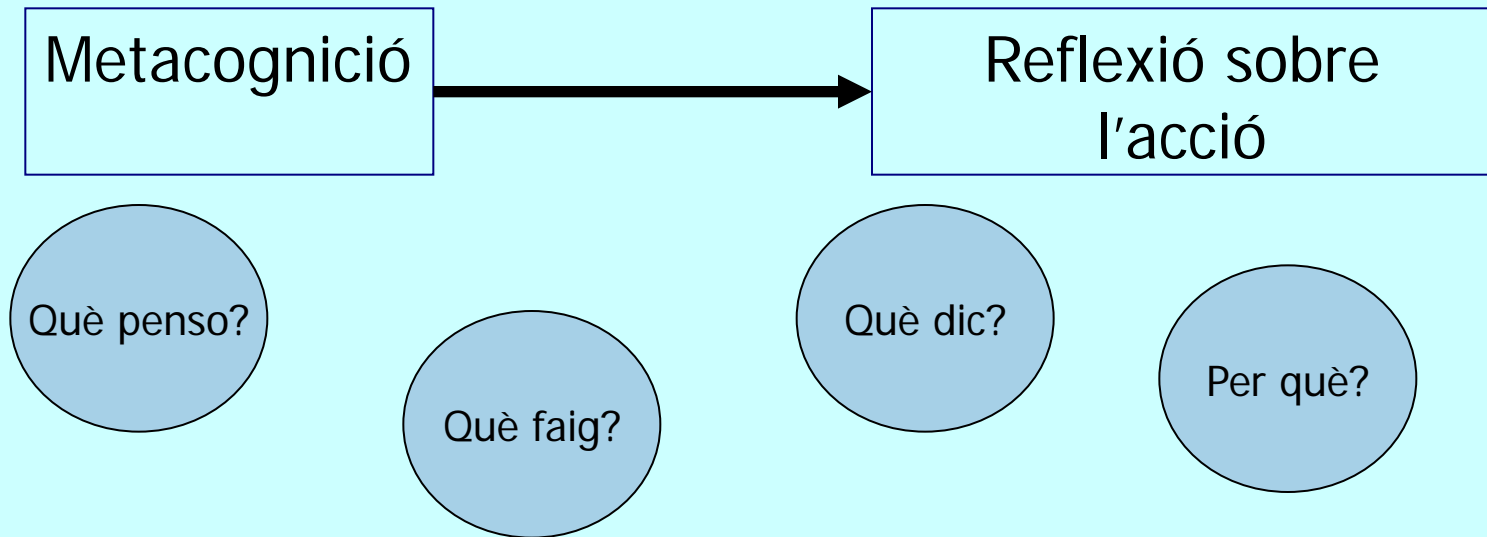 Metacognició
Reflexió sobre
l'acció
Què penso?
Què faig?
Què dic?
Per què?